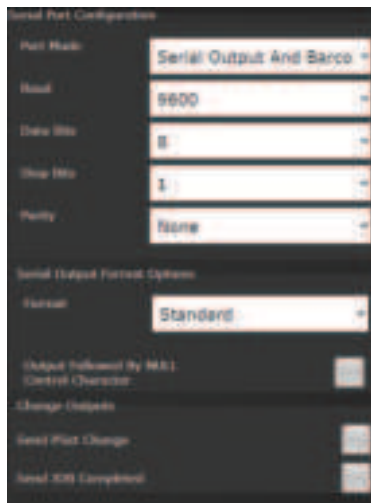 Serial Port Configuration
Port Mode
Serial Output And Barco
Baud
9600
Data Bits
8
Stop Bits
1
Parity
None
Serial Output Format Options
Format
Standard
Output Followed By NULL
Control Character
Change Outputs
Send Plot Change
Send JOB Completed